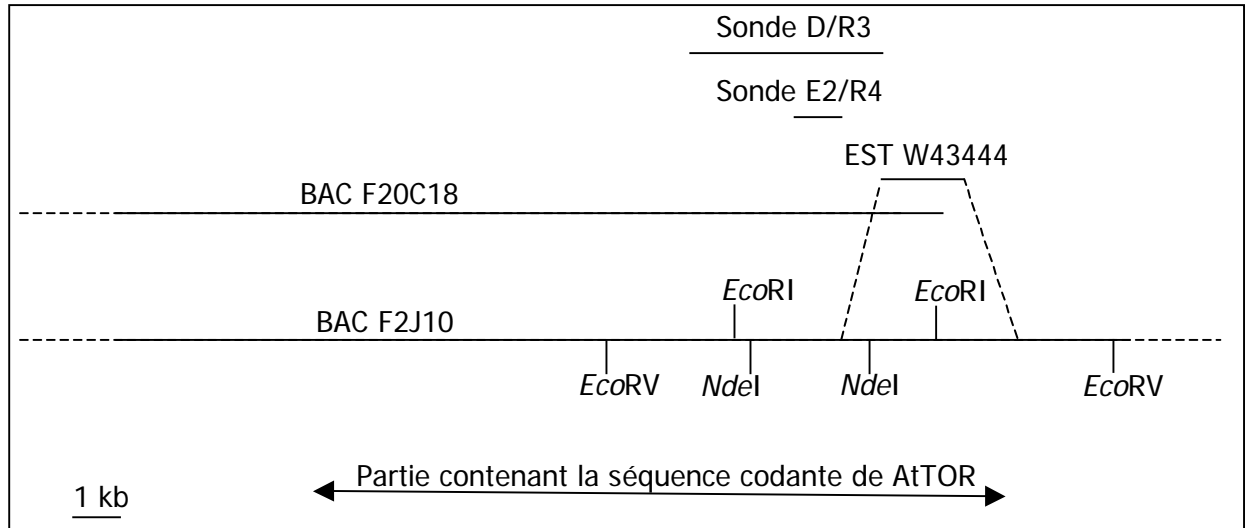 Sonde D/R3
Sonde E2/R4
EST W43444
BAC F20C18
EcoRI
EcoRI
BAC F2J10
EcoRV
NdeI
NdeI
EcoRV
Partie contenant la séquence codante de AtTOR
1 kb